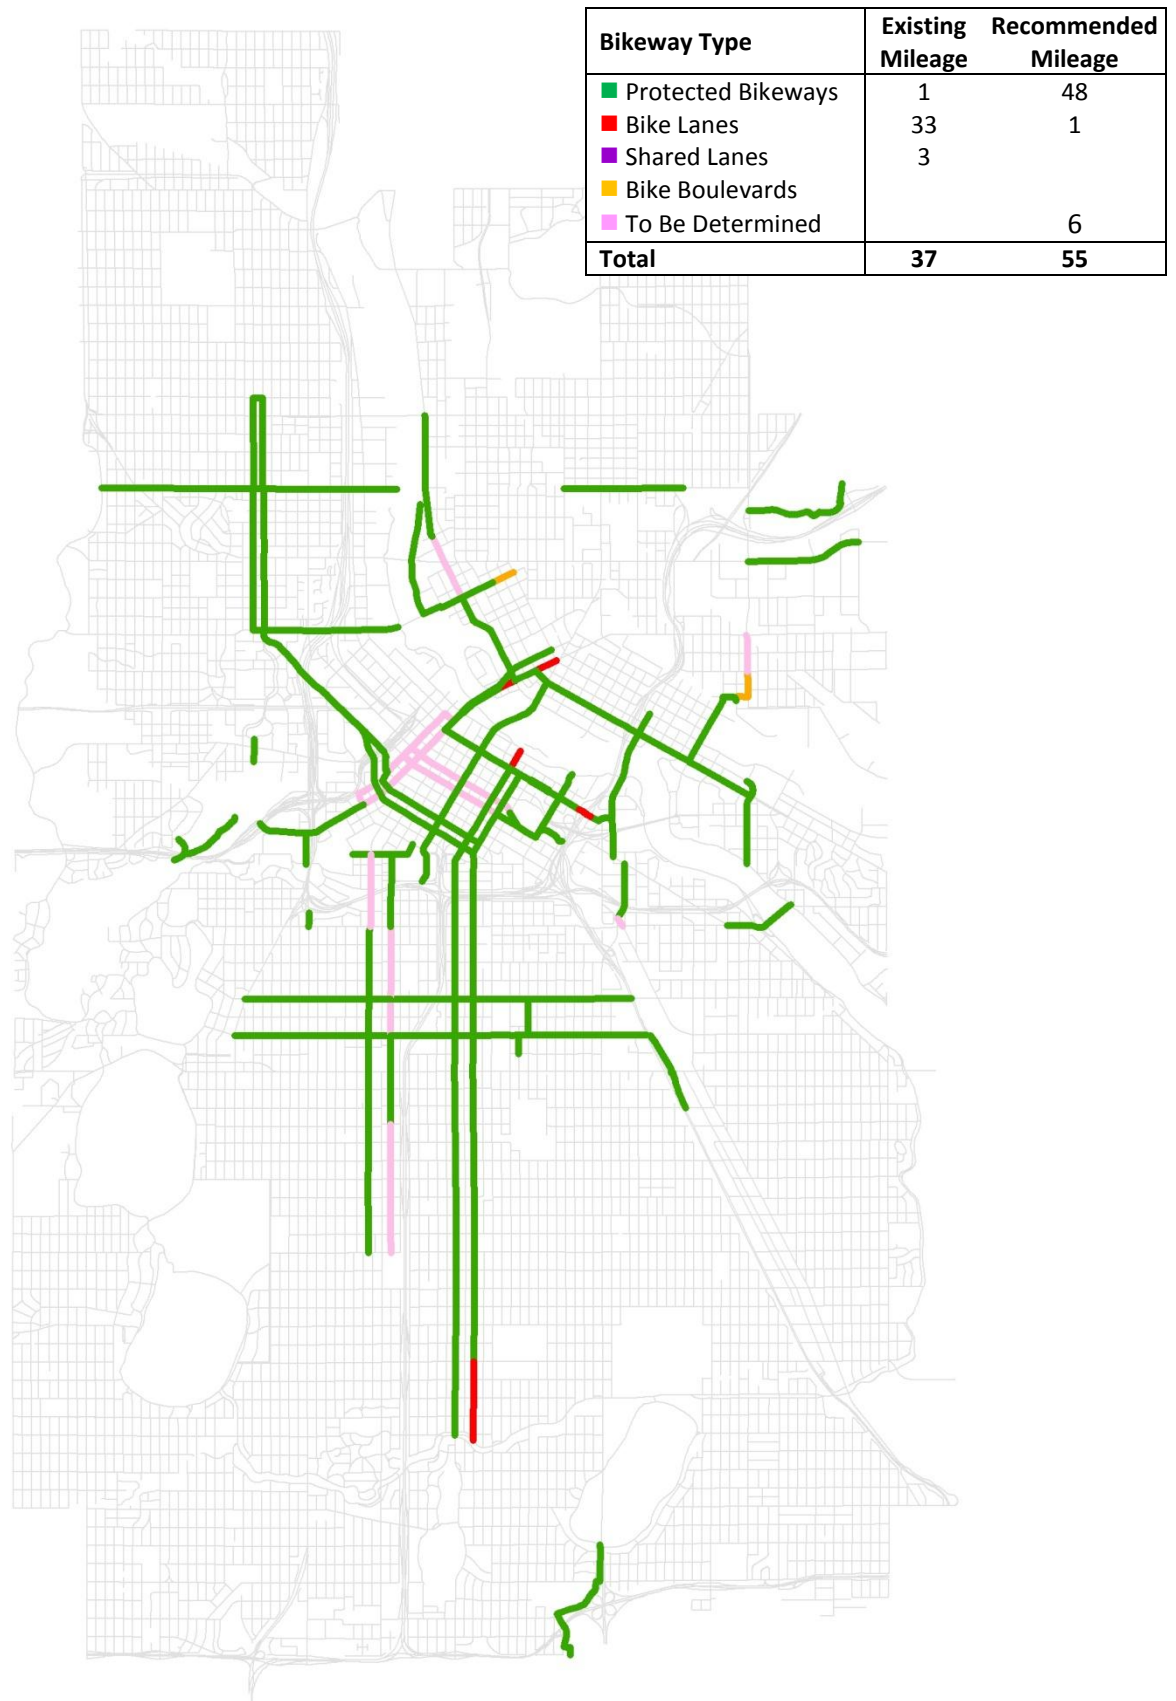 Bikeway Type Existing Mileage Recommended Mileage
Protected Bikeways 1 48
Bike Lanes 33 1
Shared Lanes 3
Bike Boulevards
To Be Determined 6
Total 37 55